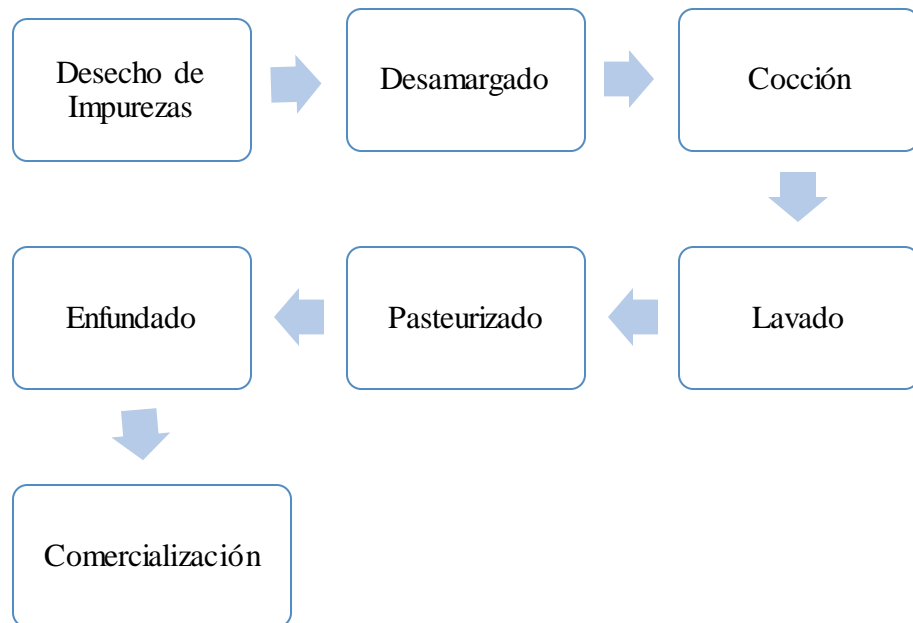 Desecho de
Impurezas
Desamargado
Cocción
Lavado
Pasteurizado
Enfundado
Comercialización